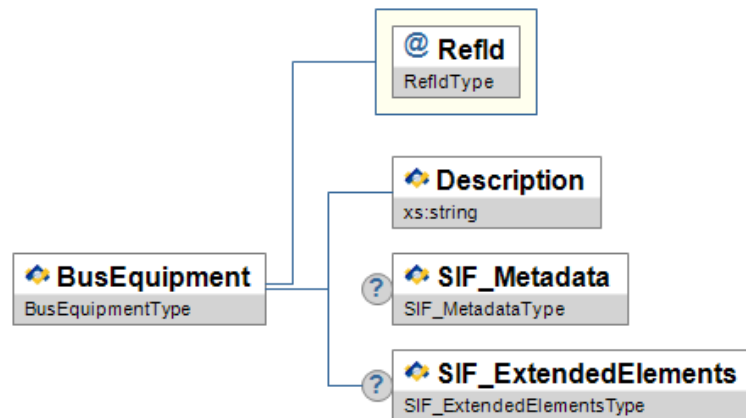 @ RefId
RefIdType
Description
xs:string
BusEquipment
BusEquipmentType
? SIF_Metadata
SIF_MetadataType
? SIF_ExtendedElements
SIF_ExtendedElementsType